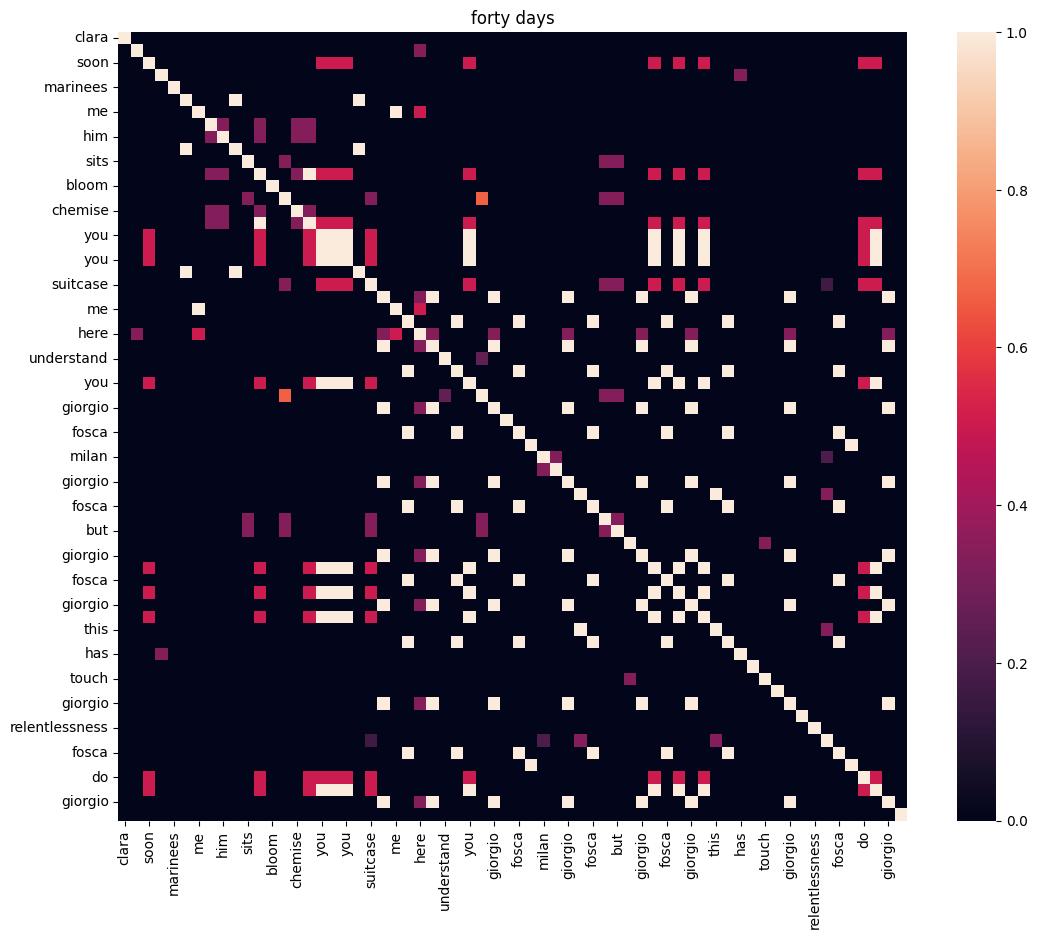 forty days
clara
soon
marinees
me
him
sits
bloom
chemise
you
you
suitcase
me
here
understand
you
giorgio
fosca
milan
giorgio
fosca
but
giorgio
fosca
giorgio
this
has
touch
giorgio
relentlessness
fosca
do
giorgio
clara
soon
marinees
me
him
sits
bloom
chemise
you
you
suitcase
me
here
understand
you
giorgio
fosca
milan
giorgio
fosca
but
giorgio
fosca
giorgio
this
has
touch
giorgio
relentlessness
fosca
do
giorgio
1.0
0.8
0.6
0.4
0.2
0.0